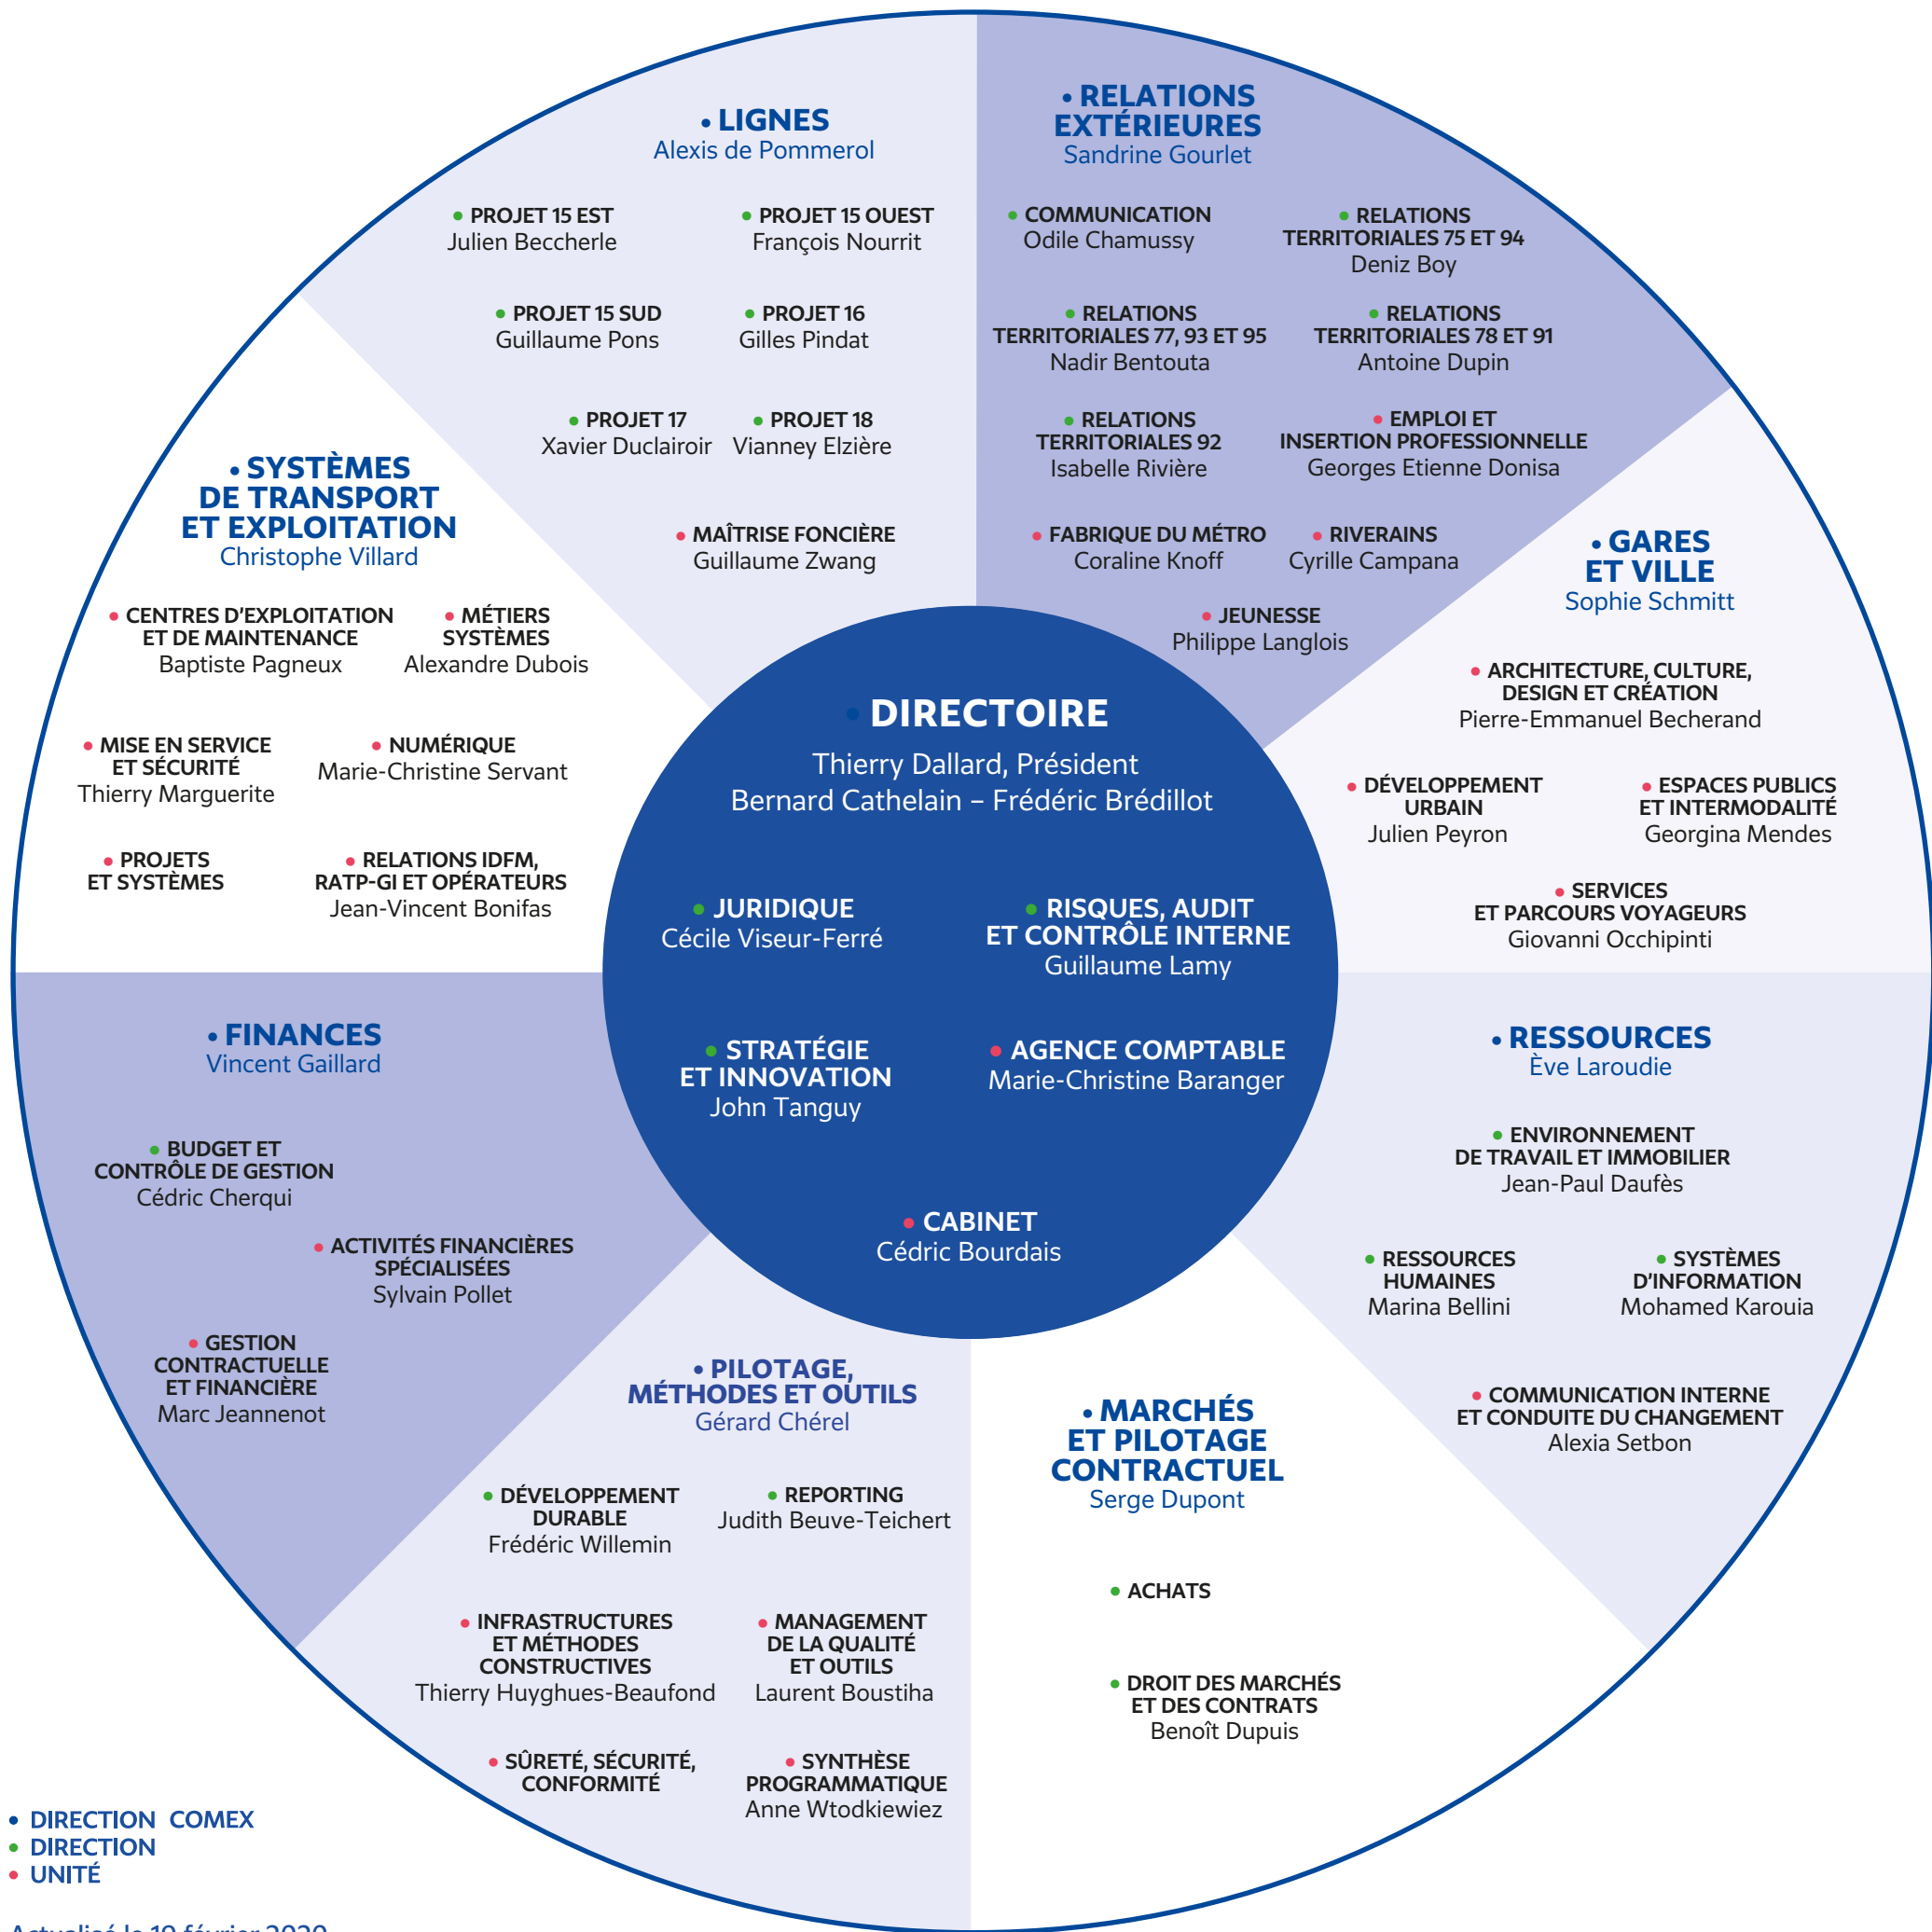 • LIGNES
Alexis de Pommerol
• PROJET 15 EST
Julien Beccherle
• PROJET 15 OUEST
François Nourrit
• PROJET 15 SUD
Guillaume Pons
• PROJET 16
Gilles Pindat
• PROJET 17
Xavier Duclairoir
• PROJET 18
Vianney Elzière
• MAÎTRISE FONCIÈRE
Guillaume Zwang
• RELATIONS
EXTÉRIEURES
Sandrine Gourlet
• COMMUNICATION
Odile Chamussy
• RELATIONS
TERRITORIALES 75 ET 94
Deniz Boy
• RELATIONS
TERRITORIALES 77, 93 ET 95
Nadir Bentouta
• RELATIONS
TERRITORIALES 78 ET 91
Antoine Dupin
• RELATIONS
TERRITORIALES 92
Isabelle Rivière
• EMPLOI ET
INSERTION PROFESSIONNELLE
Georges Etienne Donisa
• FABRIQUE DU MÉTRO
Coraline Knoff
• RIVERAINS
Cyrille Campana
• JEUNESSE
Philippe Langlois
• GARES
ET VILLE
Sophie Schmitt
• ARCHITECTURE, CULTURE,
DESIGN ET CRÉATION
Pierre-Emmanuel Becherand
• DÉVELOPPEMENT
URBAIN
Julien Peyron
• ESPACES PUBLICS
ET INTERMODALITÉ
Georgina Mendes
• SERVICES
ET PARCOURS VOYAGEURS
Giovanni Occhipinti
• SYSTÈMES
DE TRANSPORT
ET EXPLOITATION
Christophe Villard
• CENTRES D'EXPLOITATION
ET DE MAINTENANCE
Baptiste Pagneux
• MÉTIERS
SYSTÈMES
Alexandre Dubois
• MISE EN SERVICE
ET SÉCURITÉ
Thierry Marguerite
• NUMÉRIQUE
Marie-Christine Servant
• PROJETS
ET SYSTÈMES
• RELATIONS IDFM,
RATP-GI ET OPÉRATEURS
Jean-Vincent Bonifas
• DIRECTOIRE
Thierry Dallard, Président
Bernard Cathelain – Frédéric Brédillot
• JURIDIQUE
Cécile Viseur-Ferré
• RISQUES, AUDIT
ET CONTRÔLE INTERNE
Guillaume Lamy
• STRATÉGIE
ET INNOVATION
John Tanguy
• AGENCE COMPTABLE
Marie-Christine Baranger
• CABINET
Cédric Bourdais
• FINANCES
Vincent Gaillard
• BUDGET ET
CONTRÔLE DE GESTION
Cédric Cherqui
• ACTIVITÉS FINANCIÈRES
SPÉCIALISÉES
Sylvain Pollet
• GESTION
CONTRACTUELLE
ET FINANCIÈRE
Marc Jeannenot
• RESSOURCES
Ève Laroudie
• ENVIRONNEMENT
DE TRAVAIL ET IMMOBILIER
Jean-Paul Daufès
• RESSOURCES
HUMAINES
Marina Bellini
• SYSTÈMES
D'INFORMATION
Mohamed Karouia
• COMMUNICATION INTERNE
ET CONDUITE DU CHANGEMENT
Alexia Setbon
• PILOTAGE,
MÉTHODES ET OUTILS
Gérard Chérel
• DÉVELOPPEMENT
DURABLE
Frédéric Willemin
• REPORTING
Judith Beuve-Teichert
• INFRASTRUCTURES
ET MÉTHODES
CONSTRUCTIVES
Thierry Huyghues-Beaufond
• MANAGEMENT
DE LA QUALITÉ
ET OUTILS
Laurent Boustiha
• SÛRETÉ, SÉCURITÉ,
CONFORMITÉ
• SYNTHÈSE
PROGRAMMATIQUE
Anne Wtodkiewiez
• MARCHÉS
ET PILOTAGE
CONTRACTUEL
Serge Dupont
• ACHATS
• DROIT DES MARCHÉS
ET DES CONTRATS
Benoît Dupuis
• DIRECTION COMEX
• DIRECTION
• UNITÉ
Actualisé le 19 février 2020